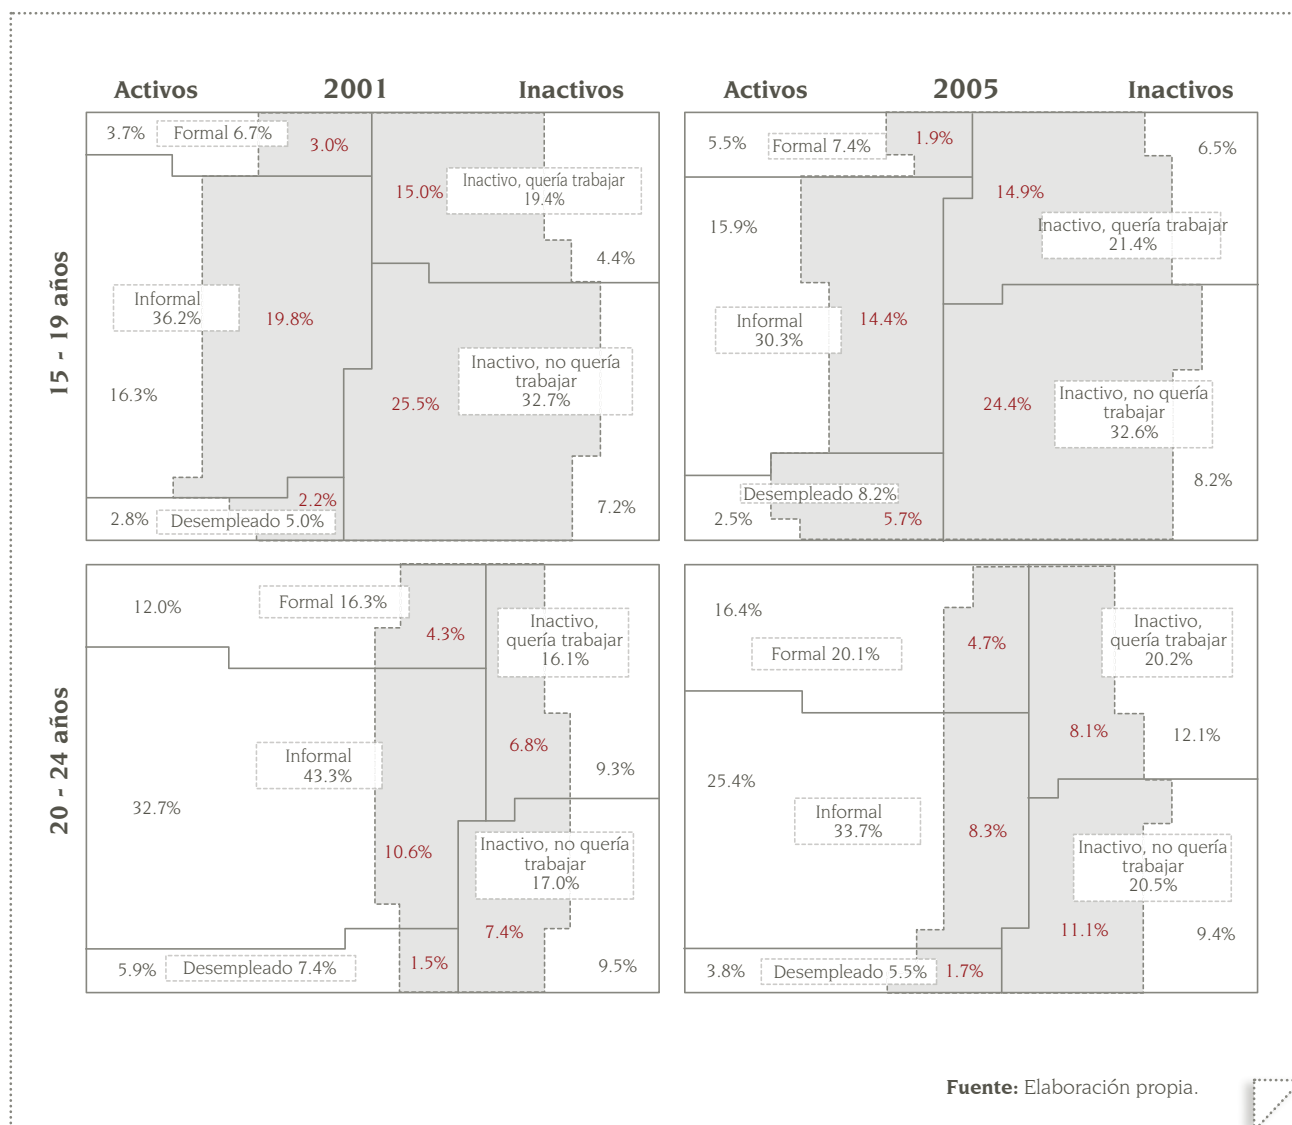 Activos 2001 Inactivos
Activos 2005 Inactivos
15 - 19 años
3.7% Formal 6.7%
3.0%
15.0%
Inactivo, quería trabajar
19.4%
4.4%
Informal
36.2%
19.8%
16.3%
Inactivo, no quería
trabajar
32.7%
25.5%
2.2%
2.8% Desempleado 5.0%
7.2%
5.5% Formal 7.4%
1.9%
6.5%
14.9%
15.9%
Inactivo, quería trabajar
21.4%
Informal
30.3%
14.4%
Inactivo, no quería
trabajar
32.6%
24.4%
8.2%
Desempleado 8.2%
2.5%
5.7%
20 - 24 años
12.0%
Formal 16.3%
4.3%
Inactivo,
quería trabajar
16.1%
6.8%
9.3%
Informal
43.3%
32.7%
10.6%
Inactivo, no quería
trabajar
17.0%
7.4%
5.9% Desempleado 7.4%
1.5%
9.5%
16.4%
Formal 20.1%
4.7%
Inactivo,
quería trabajar
20.2%
8.1%
12.1%
25.4%
Informal
33.7%
8.3%
Inactivo, no quería
trabajar
20.5%
11.1%
9.4%
3.8% Desempleado 5.5%
1.7%
Fuente: Elaboración propia.